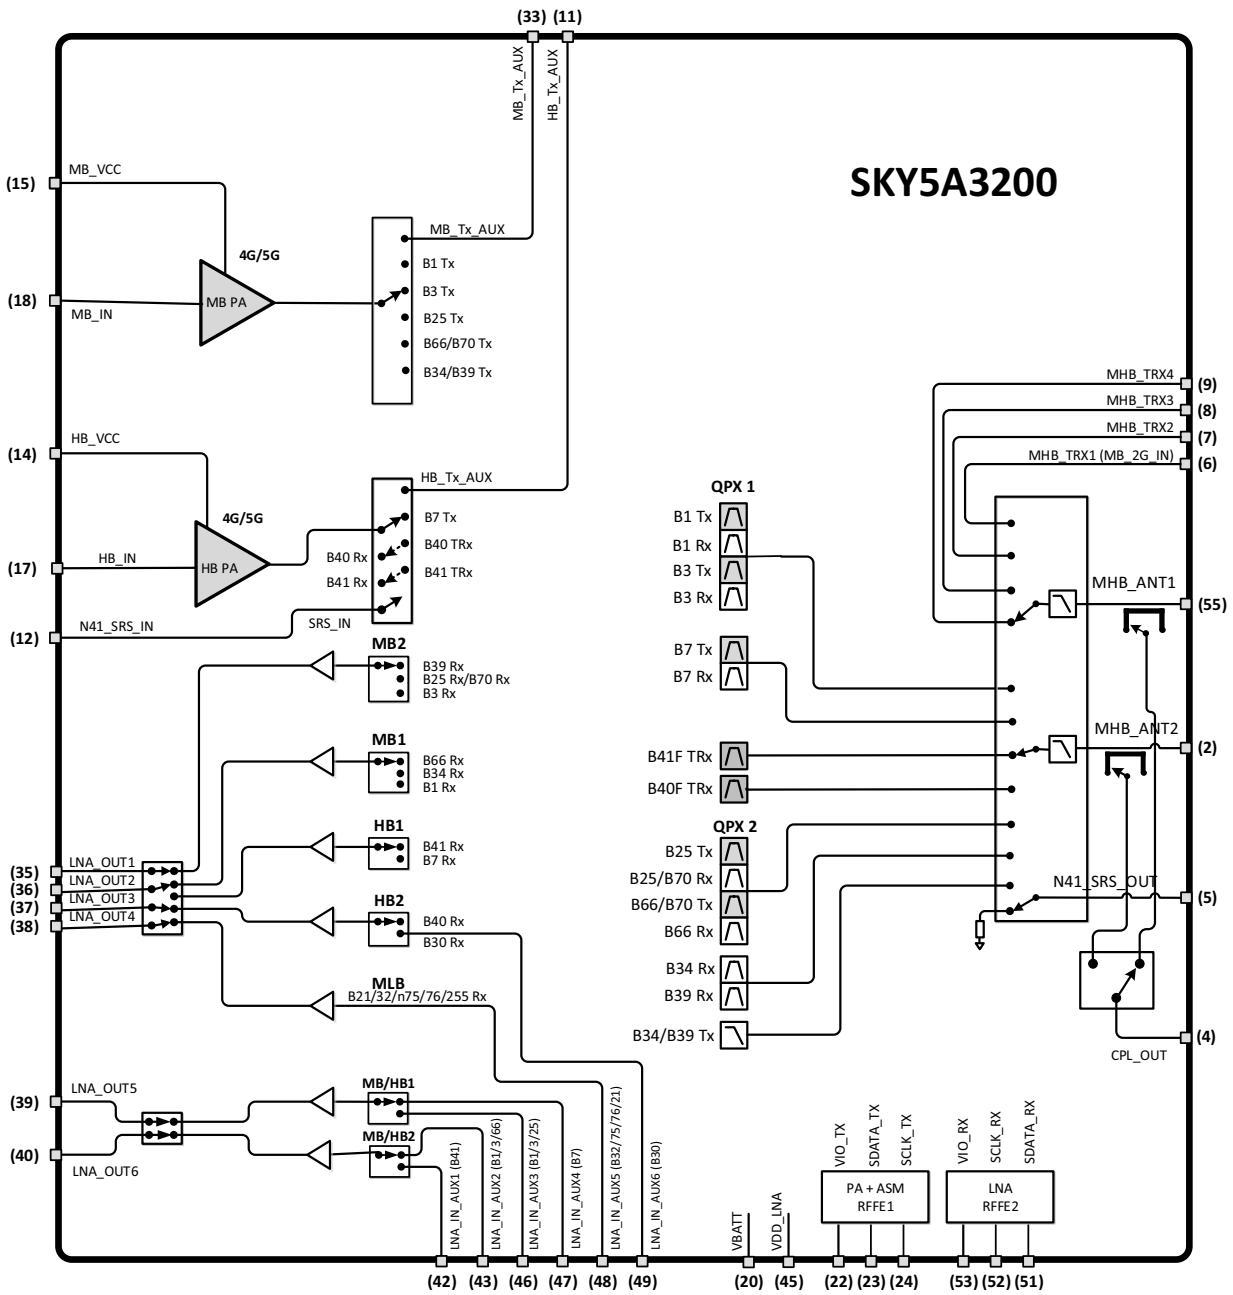 (33) (11)
MB_Tx_AUX
HB_Tx_AUX
SKY5A3200
(15)
MB_VCC
4G/5G
MB PA
(18)
MB_IN
MB_Tx_AUX
B1 Tx
B3 Tx
B25 Tx
B66/B70 Tx
B34/B39 Tx
(14)
HB_VCC
4G/5G
HB PA
(17)
HB_IN
HB_Tx_AUX
B7 Tx
B40 TRx
B40 Rx
B41 TRx
B41 Rx
(12)
N41_SRS_IN
SRS_IN
MB2
B39 Rx
B25 Rx/B70 Rx
B3 Rx
MB1
B66 Rx
B34 Rx
B1 Rx
HB1
B41 Rx
B7 Rx
HB2
B40 Rx
B30 Rx
MLB
B21/32/n75/76/255 Rx
(35)
LNA_OUT1
(36)
LNA_OUT2
(37)
LNA_OUT3
(38)
LNA_OUT4
(39)
LNA_OUT5
(40)
LNA_OUT6
MB/HB1
MB/HB2
LNA_IN_AUX1 (B41)
LNA_IN_AUX2 (B1/3/66)
LNA_IN_AUX3 (B1/3/25)
LNA_IN_AUX4 (B7)
LNA_IN_AUX5 (B32/75/76/21)
LNA_IN_AUX6 (B30)
(42)
(43)
(46)
(47)
(48)
(49)
QPX 1
B1 Tx
B1 Rx
B3 Tx
B3 Rx
B7 Tx
B7 Rx
B41F TRx
B40F TRx
QPX 2
B25 Tx
B25/B70 Rx
B66/B70 Tx
B66 Rx
B34 Rx
B39 Rx
B34/B39 Tx
MHB_TRX4
(9)
MHB_TRX3
(8)
MHB_TRX2
(7)
MHB_TRX1 (MB_2G_IN)
(6)
MHB_ANT1
(55)
MHB_ANT2
(2)
N41_SRS_OUT
(5)
(4)
CPL_OUT
VBATT
VDD_LNA
VIO_TX
SDATA_TX
SCLK_TX
VIO_RX
SCLK_RX
SDATA_RX
PA + ASM
RFFE1
LNA
RFFE2
(20)
(45)
(22)
(23)
(24)
(53)
(52)
(51)